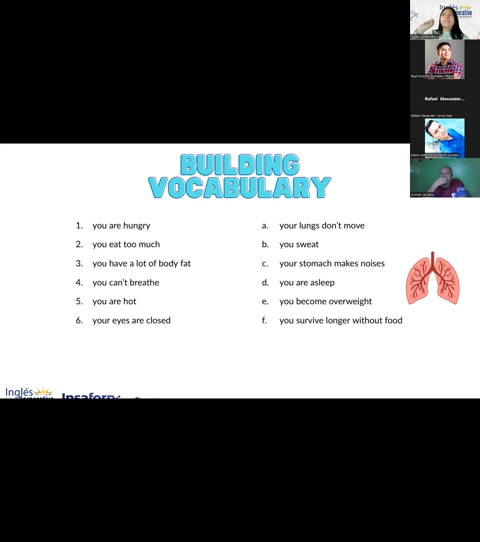 Inglés
Rafael Alexander...
BUILDING
VOCABULARY
1. you are hungry
2. you eat too much
3. you have a lot of body fat
4. you can't breathe
5. you are hot
6. your eyes are closed
a. your lungs don't move
b. you sweat
c. your stomach makes noises
d. you are asleep
e. you become overweight
f. you survive longer without food
Inglés
Insaforp